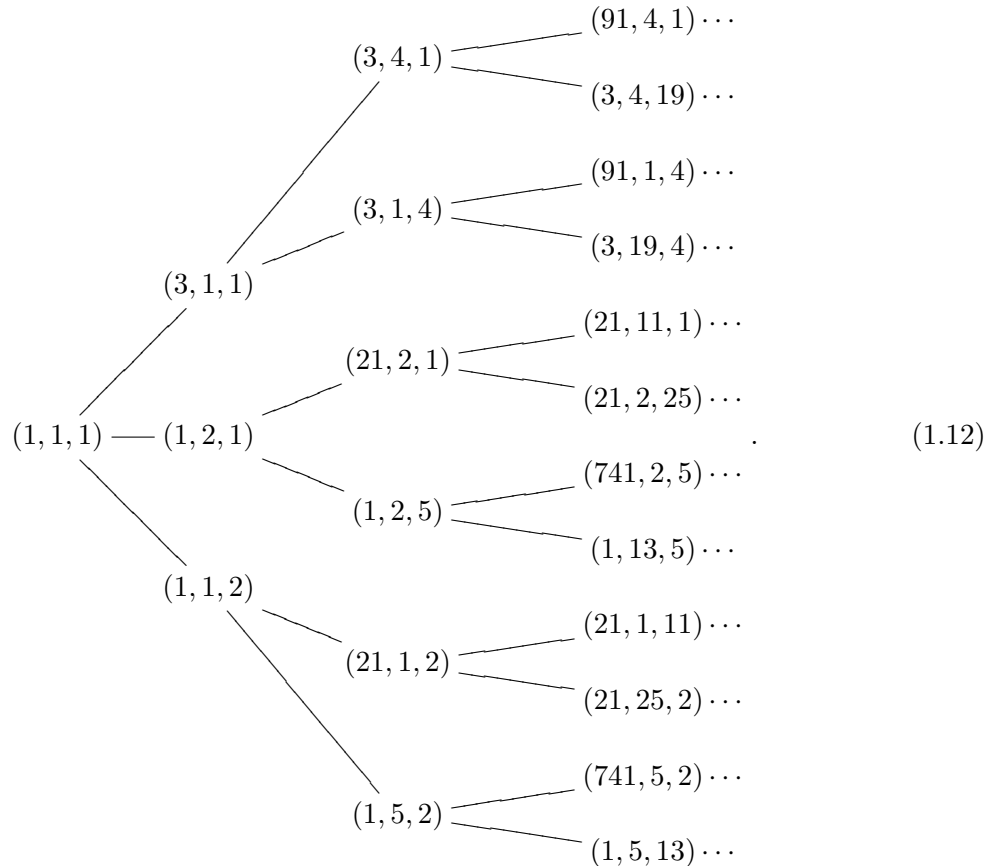 (91, 4, 1) ···
(3, 4, 1)
(3, 4, 19) ···
(91, 1, 4) ···
(3, 1, 4)
(3, 19, 4) ···
(3, 1, 1)
(21, 11, 1) ···
(21, 2, 1)
(21, 2, 25) ···
(1, 1, 1) (1, 2, 1) . (1.12)
(741, 2, 5) ···
(1, 2, 5)
(1, 13, 5) ···
(1, 1, 2)
(21, 1, 11) ···
(21, 1, 2)
(21, 25, 2) ···
(741, 5, 2) ···
(1, 5, 2)
(1, 5, 13) ···